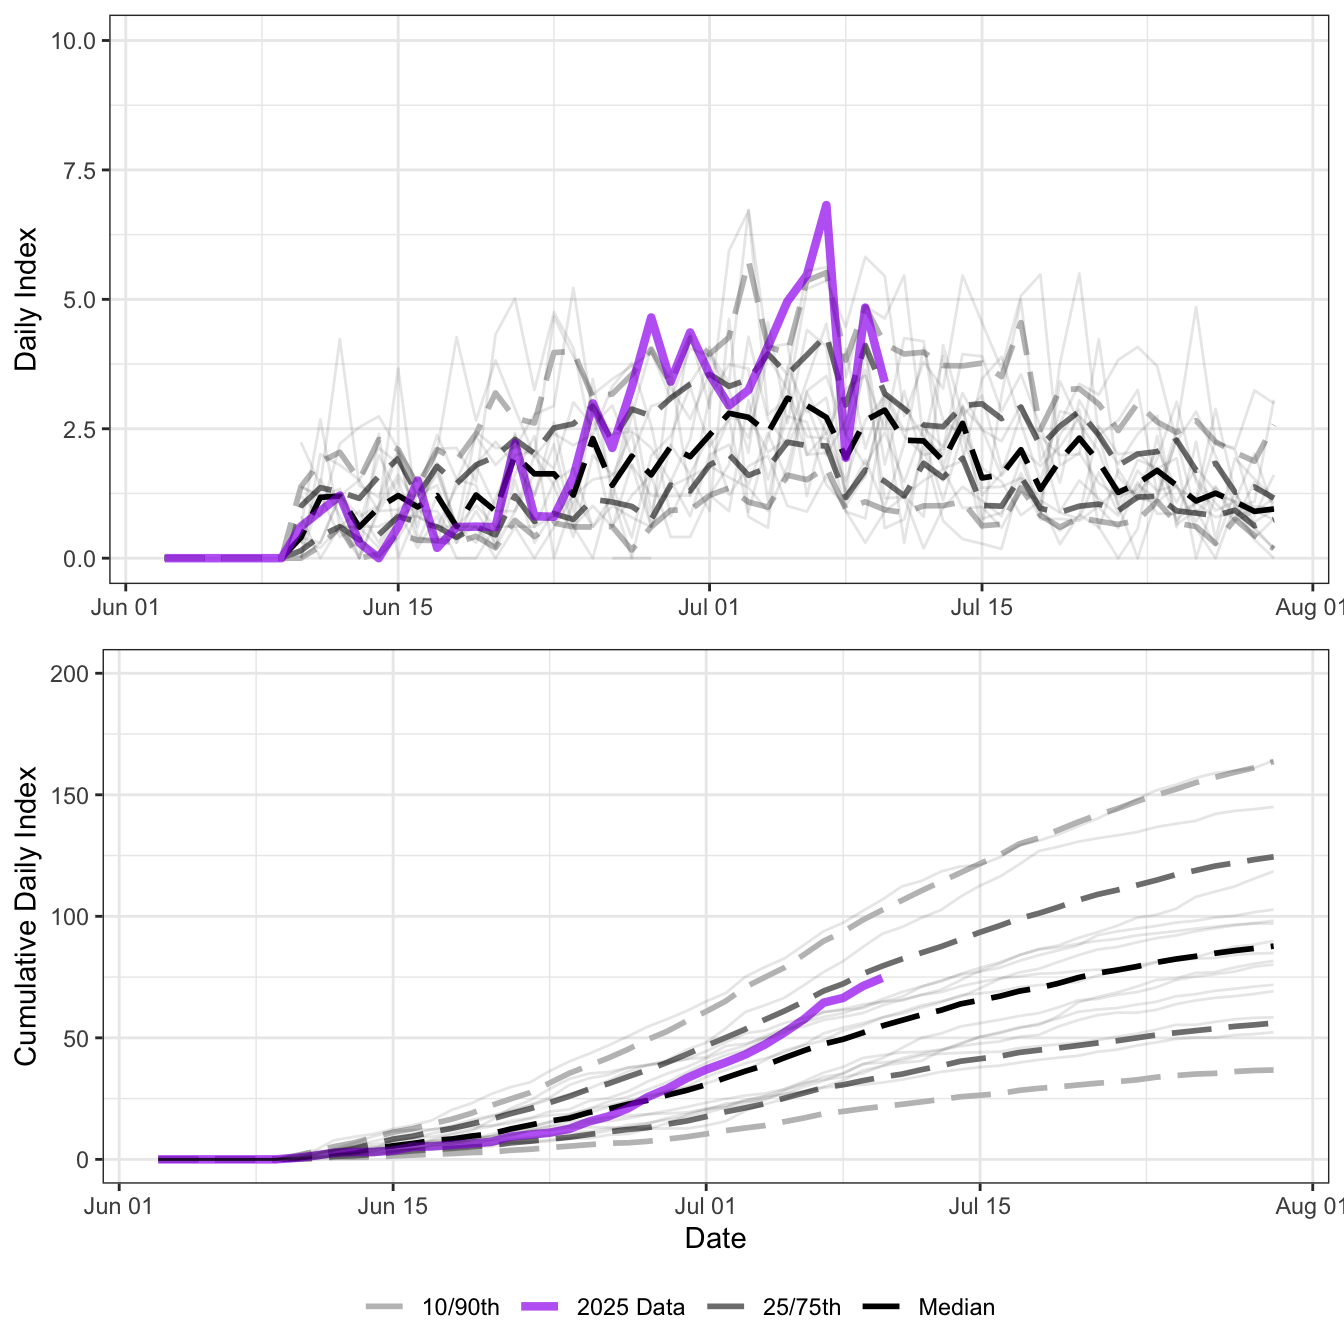 10.0
7.5
5.0
2.5
0.0
Daily Index
Jun 01 Jun 15 Jul 01 Jul 15 Aug 01
200
150
100
50
0
Cumulative Daily Index
Jun 01 Jun 15 Jul 01 Jul 15 Aug 01
Date
10/90th 2025 Data 25/75th Median